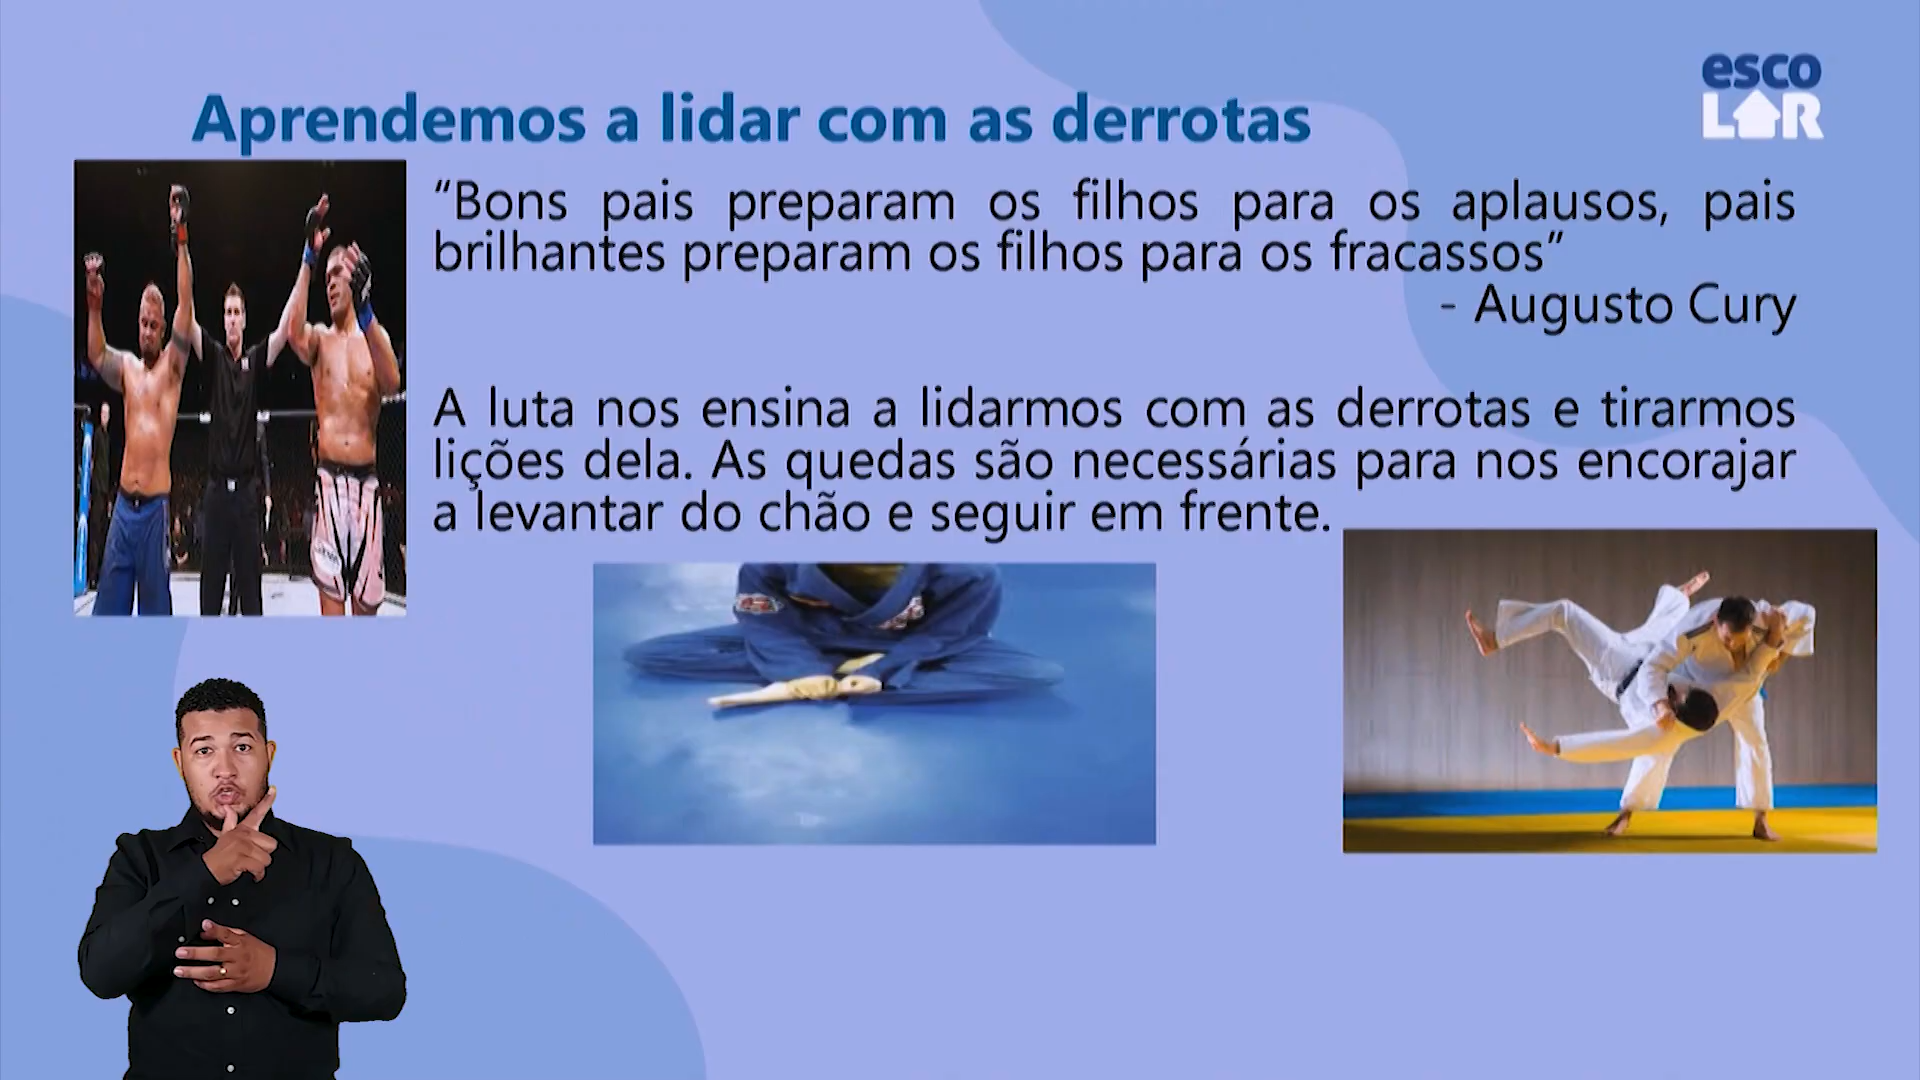 esco
LAR
Aprendemos a lidar com as derrotas
“Bons pais preparam os filhos para os aplausos, pais
brilhantes preparam os filhos para os fracassos”
- Augusto Cury
A luta nos ensina a lidarmos com as derrotas e tirarmos
lições dela. As quedas são necessárias para nos encorajar
a levantar do chão e seguir em frente.